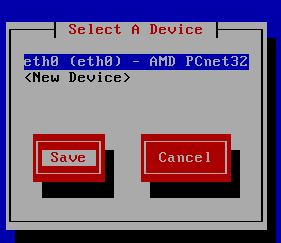 Select A Device
eth0 (eth0) - AMD PCnet32
<New Device>
Save
Cancel